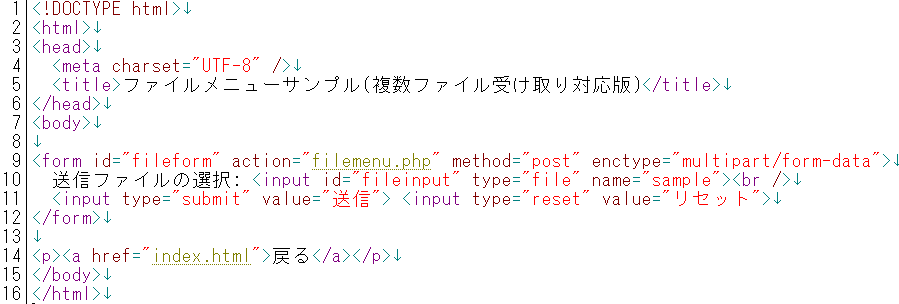 1 <!DOCTYPE html>↓
2 <html>↓
3 <head>↓
4   <meta charset="UTF-8" />↓
5   <title>ファイルメニューサンプル(複数ファイル受け取り対応版)</title>↓
6 </head>↓
7 <body>↓
8 ↓
9 <form id="fileform" action="filemenu.php" method="post" enctype="multipart/form-data">↓
10   送信ファイルの選択: <input id="fileinput" type="file" name="sample"><br />↓
11   <input type="submit" value="送信"> <input type="reset" value="リセット">↓
12 </form>↓
13 ↓
14 <p><a href="index.html">戻る</a></p>↓
15 </body>↓
16 </html>↓